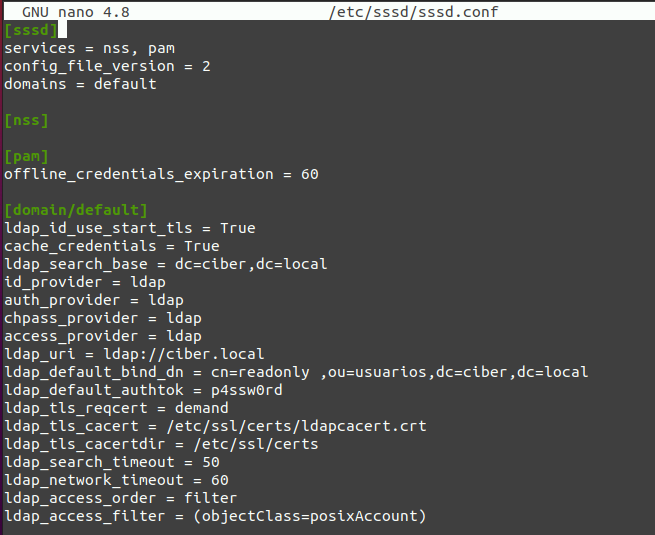 GNU nano 4.8 /etc/sssd/sssd.conf
[sssd]
services = nss, pam
config_file_version = 2
domains = default
[nss]
[pam]
offline_credentials_expiration = 60
[domain/default]
ldap_id_use_start_tls = True
cache_credentials = True
ldap_search_base = dc=ciber,dc=local
id_provider = ldap
auth_provider = ldap
chpass_provider = ldap
access_provider = ldap
ldap_uri = ldap://ciber.local
ldap_default_bind_dn = cn=readonly ,ou=usuarios,dc=ciber,dc=local
ldap_default_authtok = p4ssw0rd
ldap_tls_reqcert = demand
ldap_tls_cacert = /etc/ssl/certs/ldapcacert.crt
ldap_tls_cacertdir = /etc/ssl/certs
ldap_search_timeout = 50
ldap_network_timeout = 60
ldap_access_order = filter
ldap_access_filter = (objectClass=posixAccount)